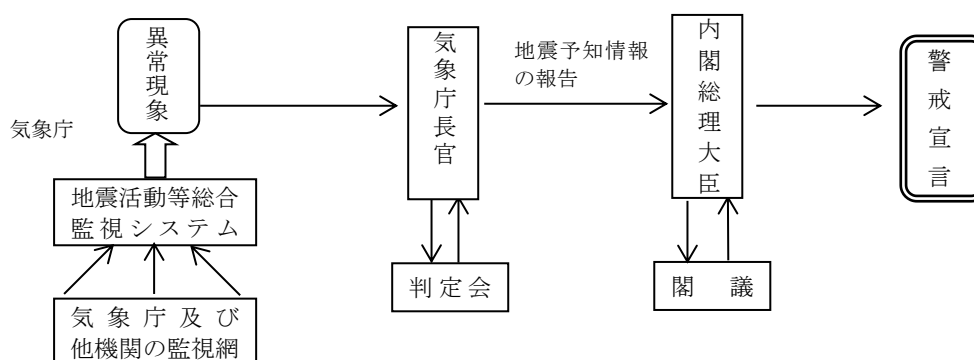 異常現象
気象庁
地震活動等総合
監視システム
気象庁及び
他機関の監視網
気象庁長官
判定会
地震予知情報
の報告
内閣総理大臣
閣議
警戒宣言